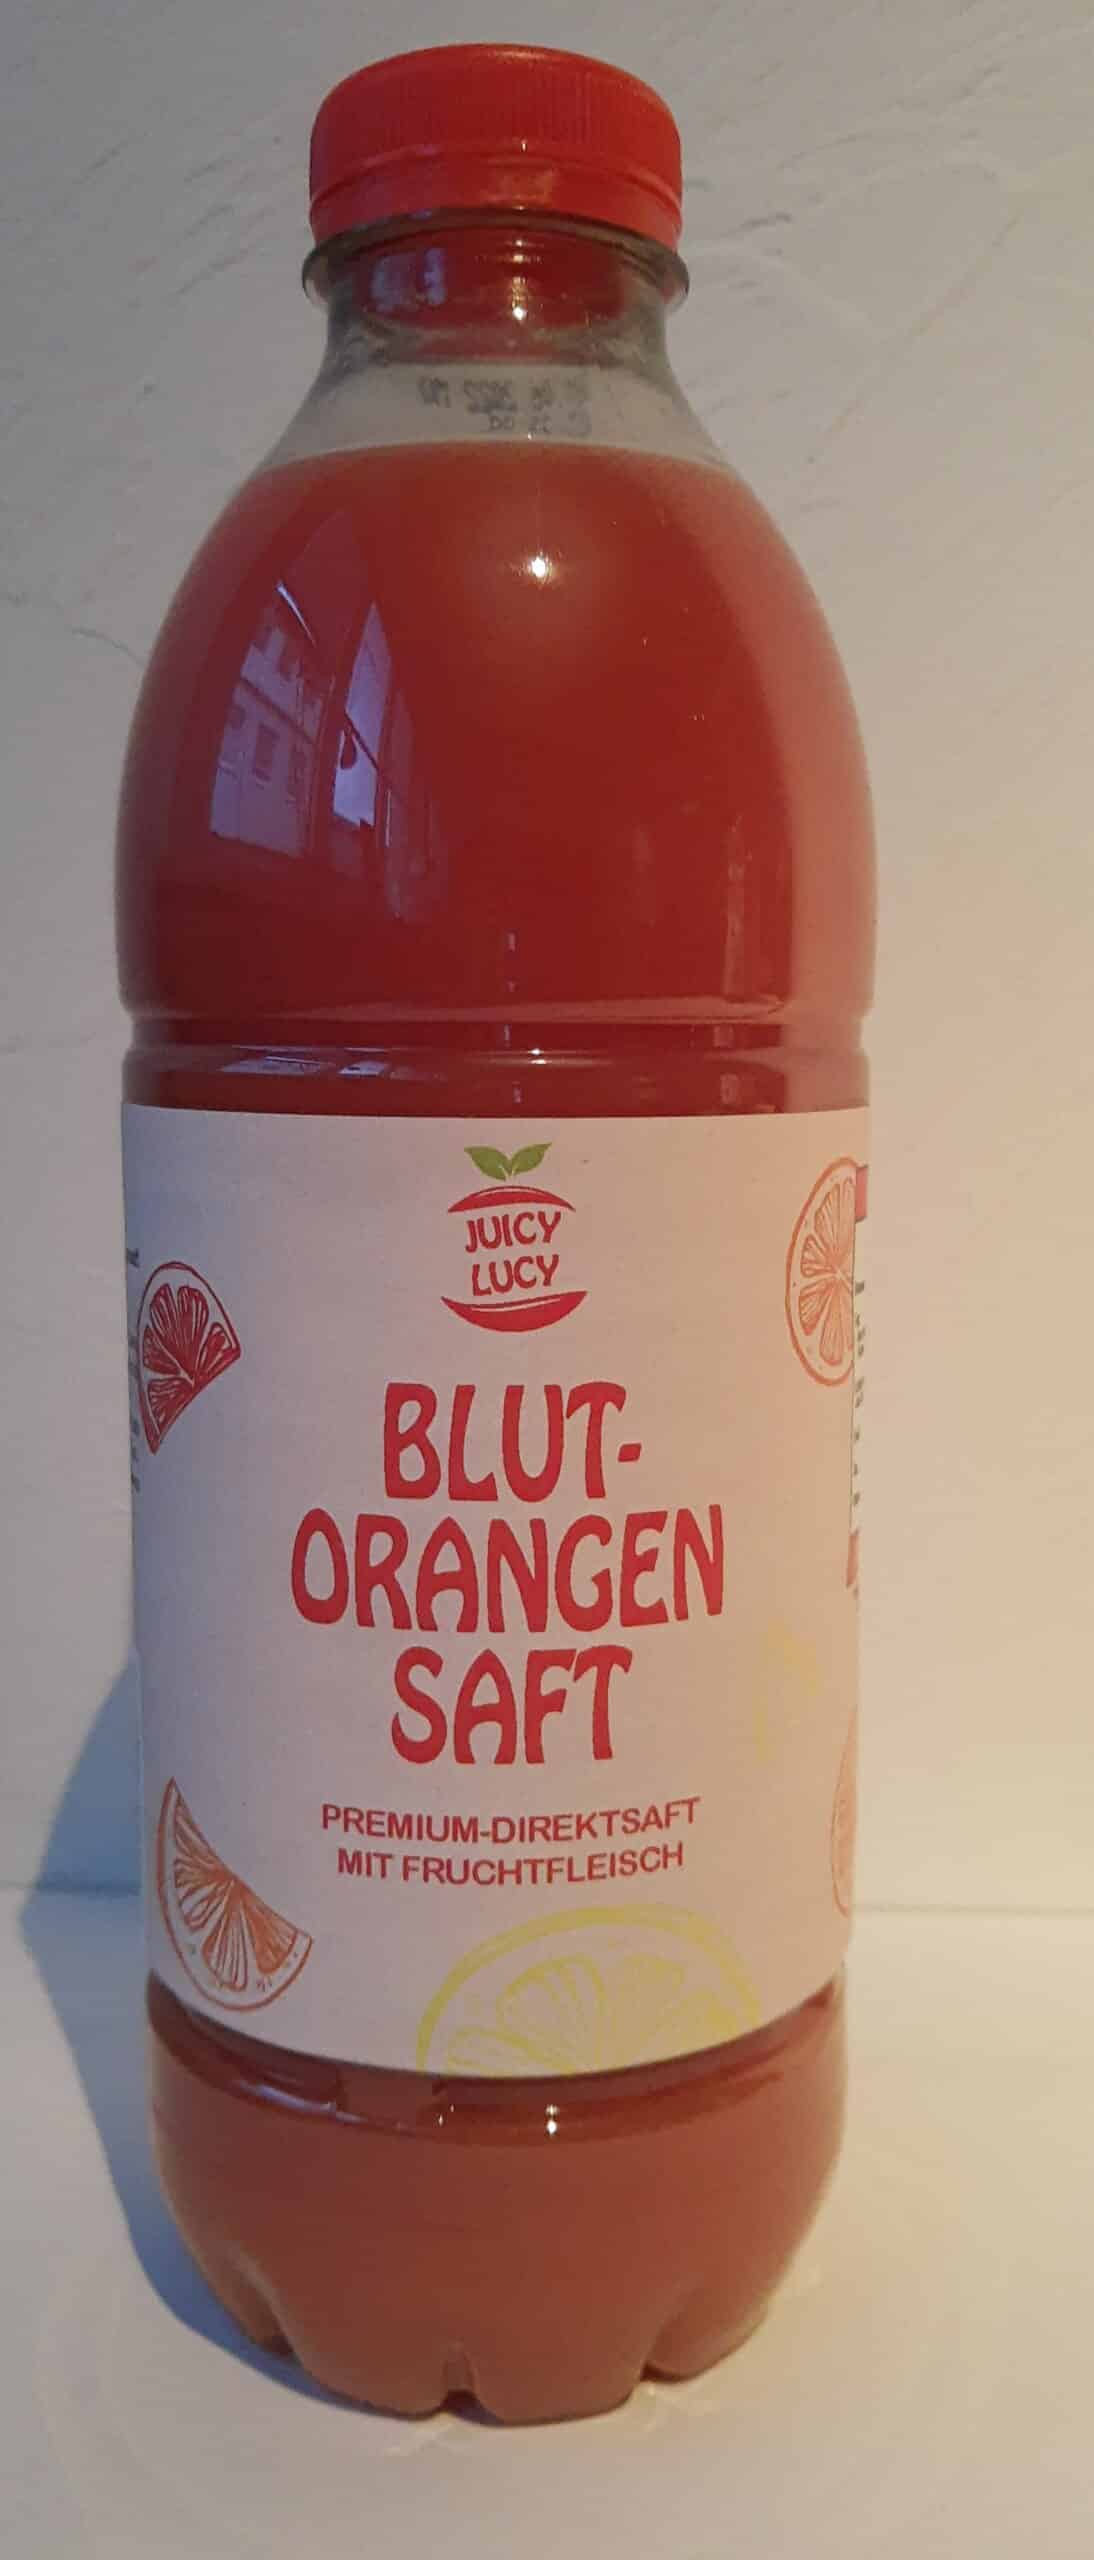 JUICY
LUCY
BLUT-
ORANGEN
SAFT
PREMIUM-DIREKTSAFT
MIT FRUCHTFLEISCH